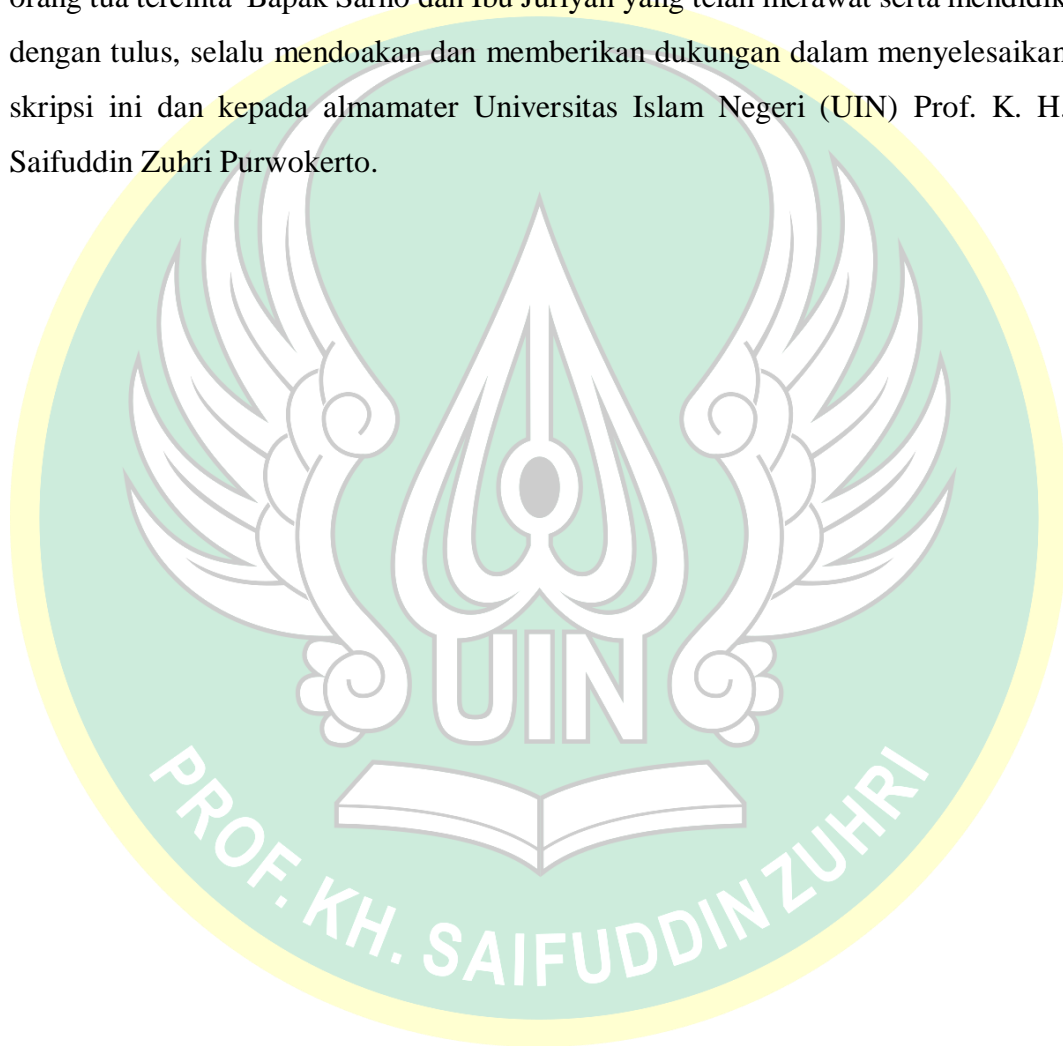 orang tua tercinta Bapak Sarno dan Ibu Juriyah yang telah merawat serta mendidik
dengan tulus, selalu mendoakan dan memberikan dukungan dalam menyelesaikan
skripsi ini dan kepada almamater Universitas Islam Negeri (UIN) Prof. K. H.
Saifuddin Zuhri Purwokerto.
UIN
PROF. KH. SAIFUDDIN ZUHRI